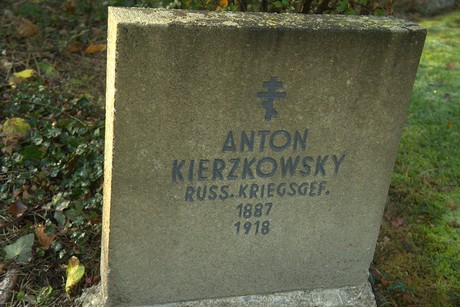 ANTON
KIERZKOWSKY
RUSS. KRIEGSGEF.
1887
1918